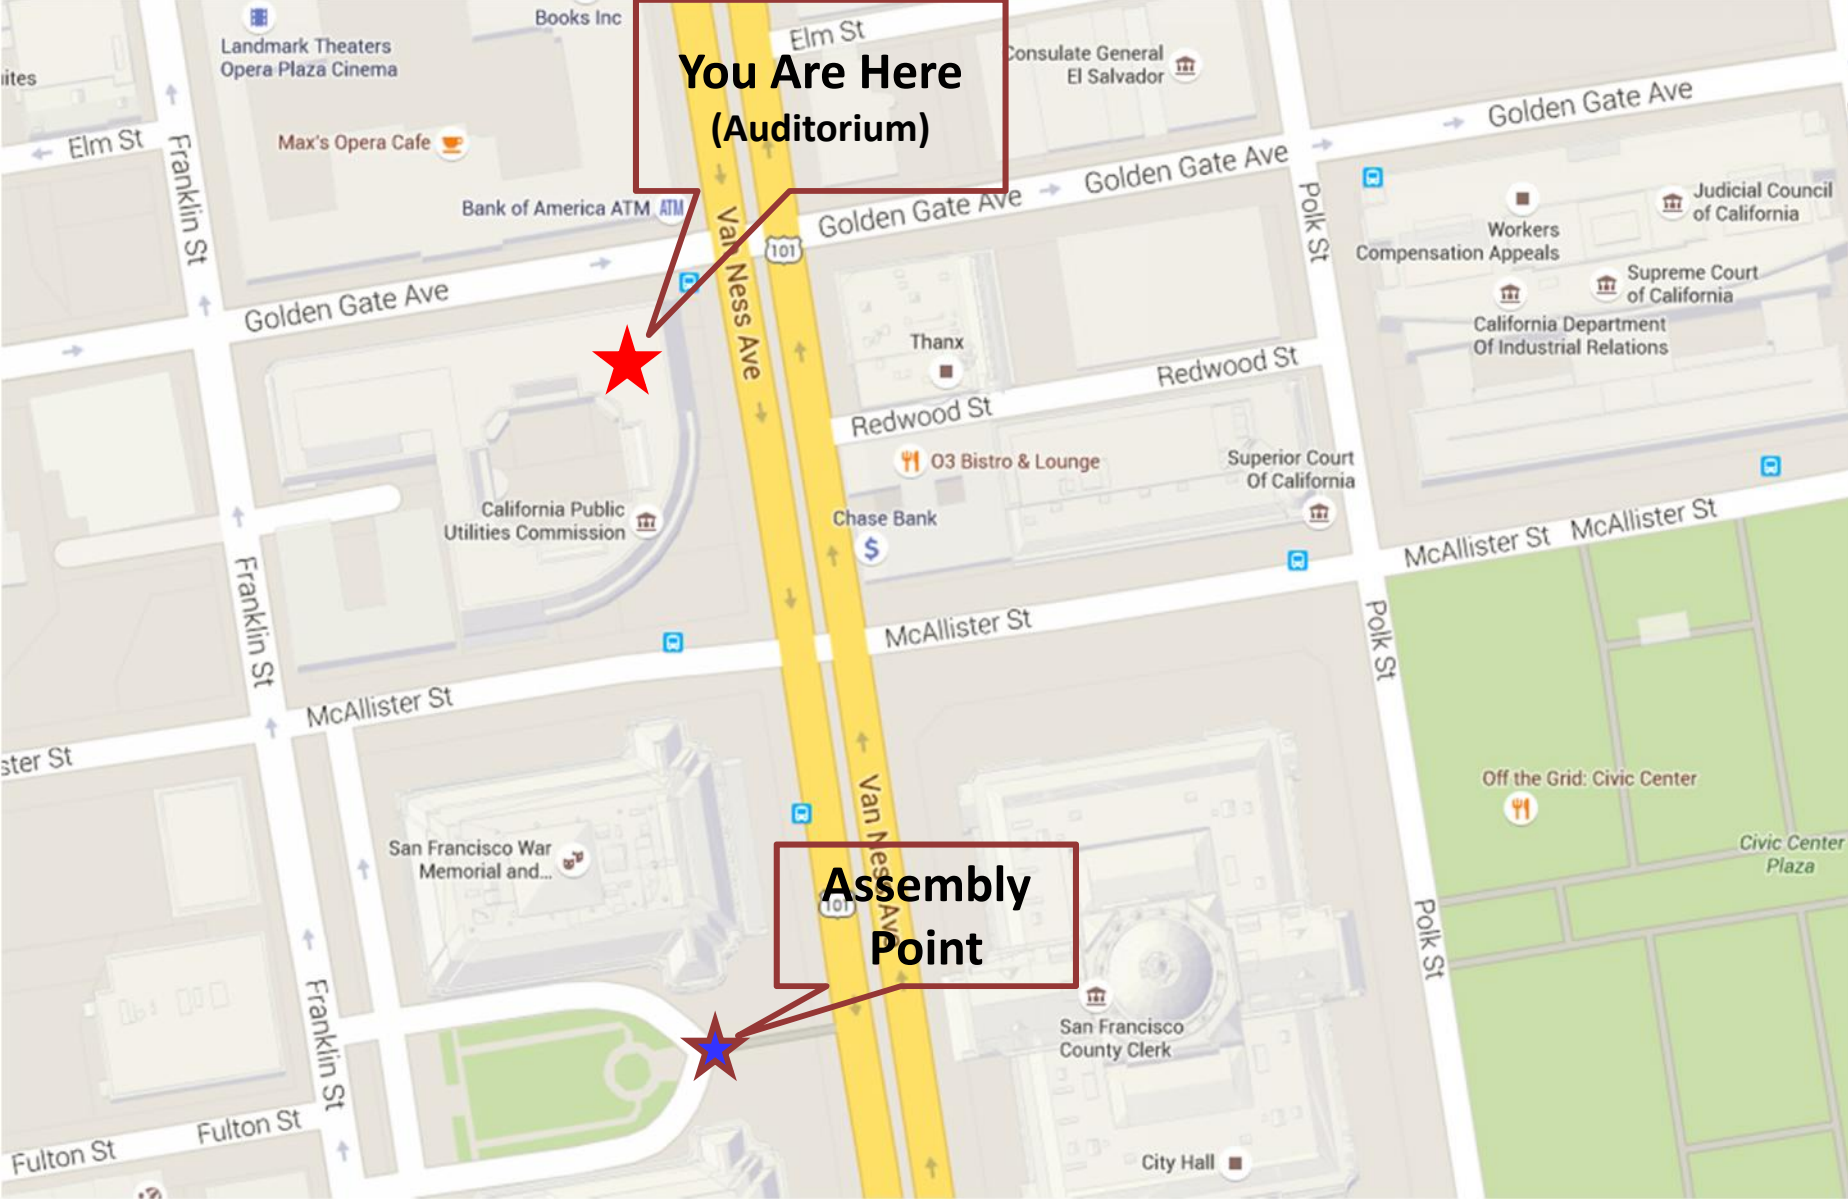 Books Inc
Landmark Theaters
Opera Plaza Cinema
ites
Elm St
Franklin St
Max's Opera Cafe
Bank of America ATM
ATM
You Are Here
(Auditorium)
Elm St
Consulate General
El Salvador
Golden Gate Ave
Golden Gate Ave
Golden Gate Ave
Golden Gate Ave
101
Van Ness Ave
Polk St
Judicial Council
of California
Workers
Compensation Appeals
Supreme Court
of California
California Department
Of Industrial Relations
Thanx
Redwood St
Redwood St
O3 Bistro & Lounge
Superior Court
Of California
California Public
Utilities Commission
Chase Bank
$
McAllister St
McAllister St
McAllister St
McAllister St
ster St
Franklin St
Polk St
Van Ness Ave
San Francisco War
Memorial and...
Assembly
Point
101
Off the Grid: Civic Center
Civic Center
Plaza
Polk St
San Francisco
County Clerk
Franklin St
Fulton St
Fulton St
City Hall